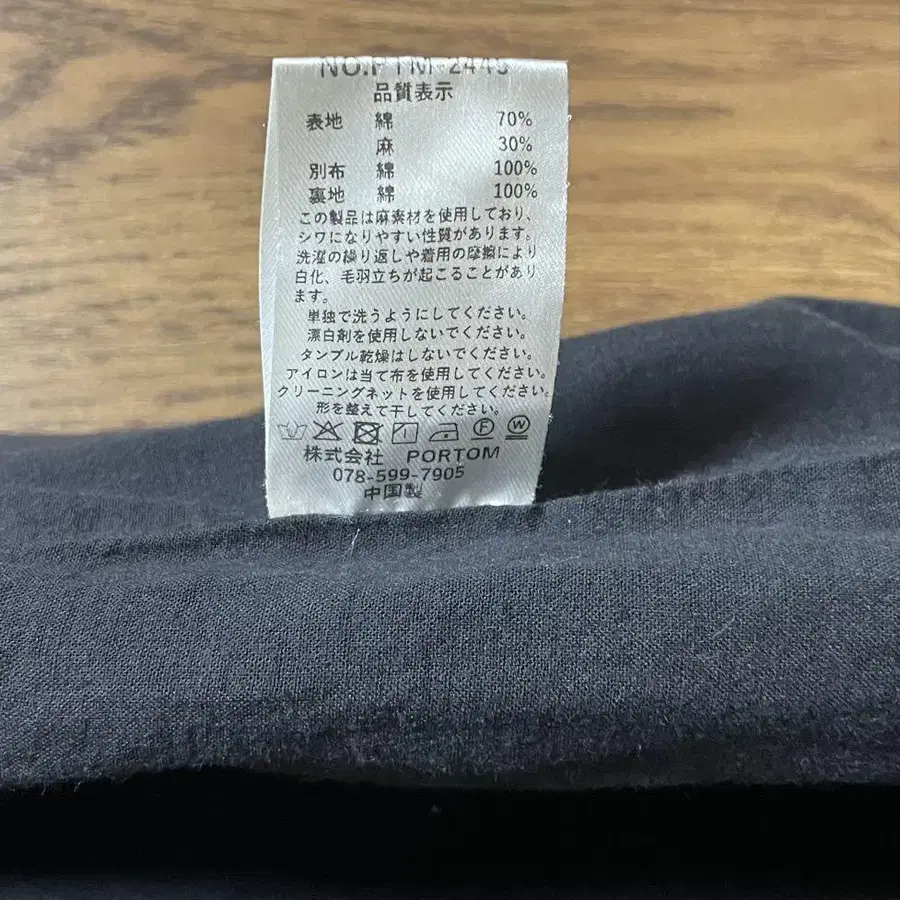 NO.PTM-2445
品質表示
表地 綿 70%
麻 30%
別布 綿 100%
裏地 綿 100%
この製品は麻素材を使用しており、
シワになりやすい性質があります。
洗濯の繰り返しや着用の摩擦により
白化、毛羽立ちが起こることがあり
ます。
単独で洗うようにしてください。
漂白剤を使用しないでください。
タンブル乾燥はしないでください。
アイロンは当て布を使用してください。
クリーニングネットを使用してください。
形を整えて干してください。
F W
株式会社 PORTOM
078-599-7905
中国製